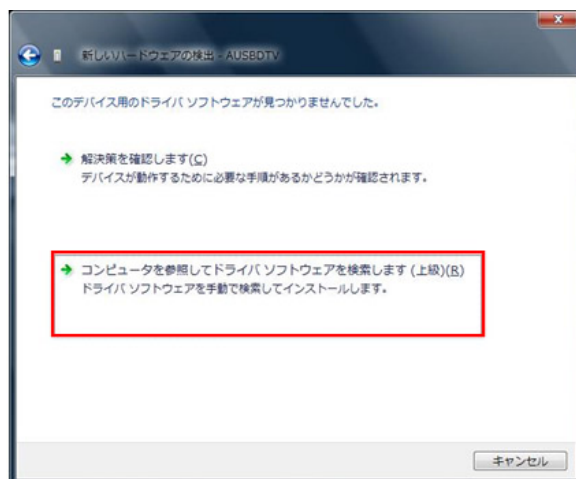 新しいハードウェアの検出 - AUSBDTV
このデバイス用のドライバ ソフトウェアが見つかりませんでした。
解決策を確認します(C)
デバイスが動作するために必要な手順があるかどうかが確認されます。
コンピュータを参照してドライバ ソフトウェアを検索します (上級)(R)
ドライバ ソフトウェアを手動で検索してインストールします。
キャンセル